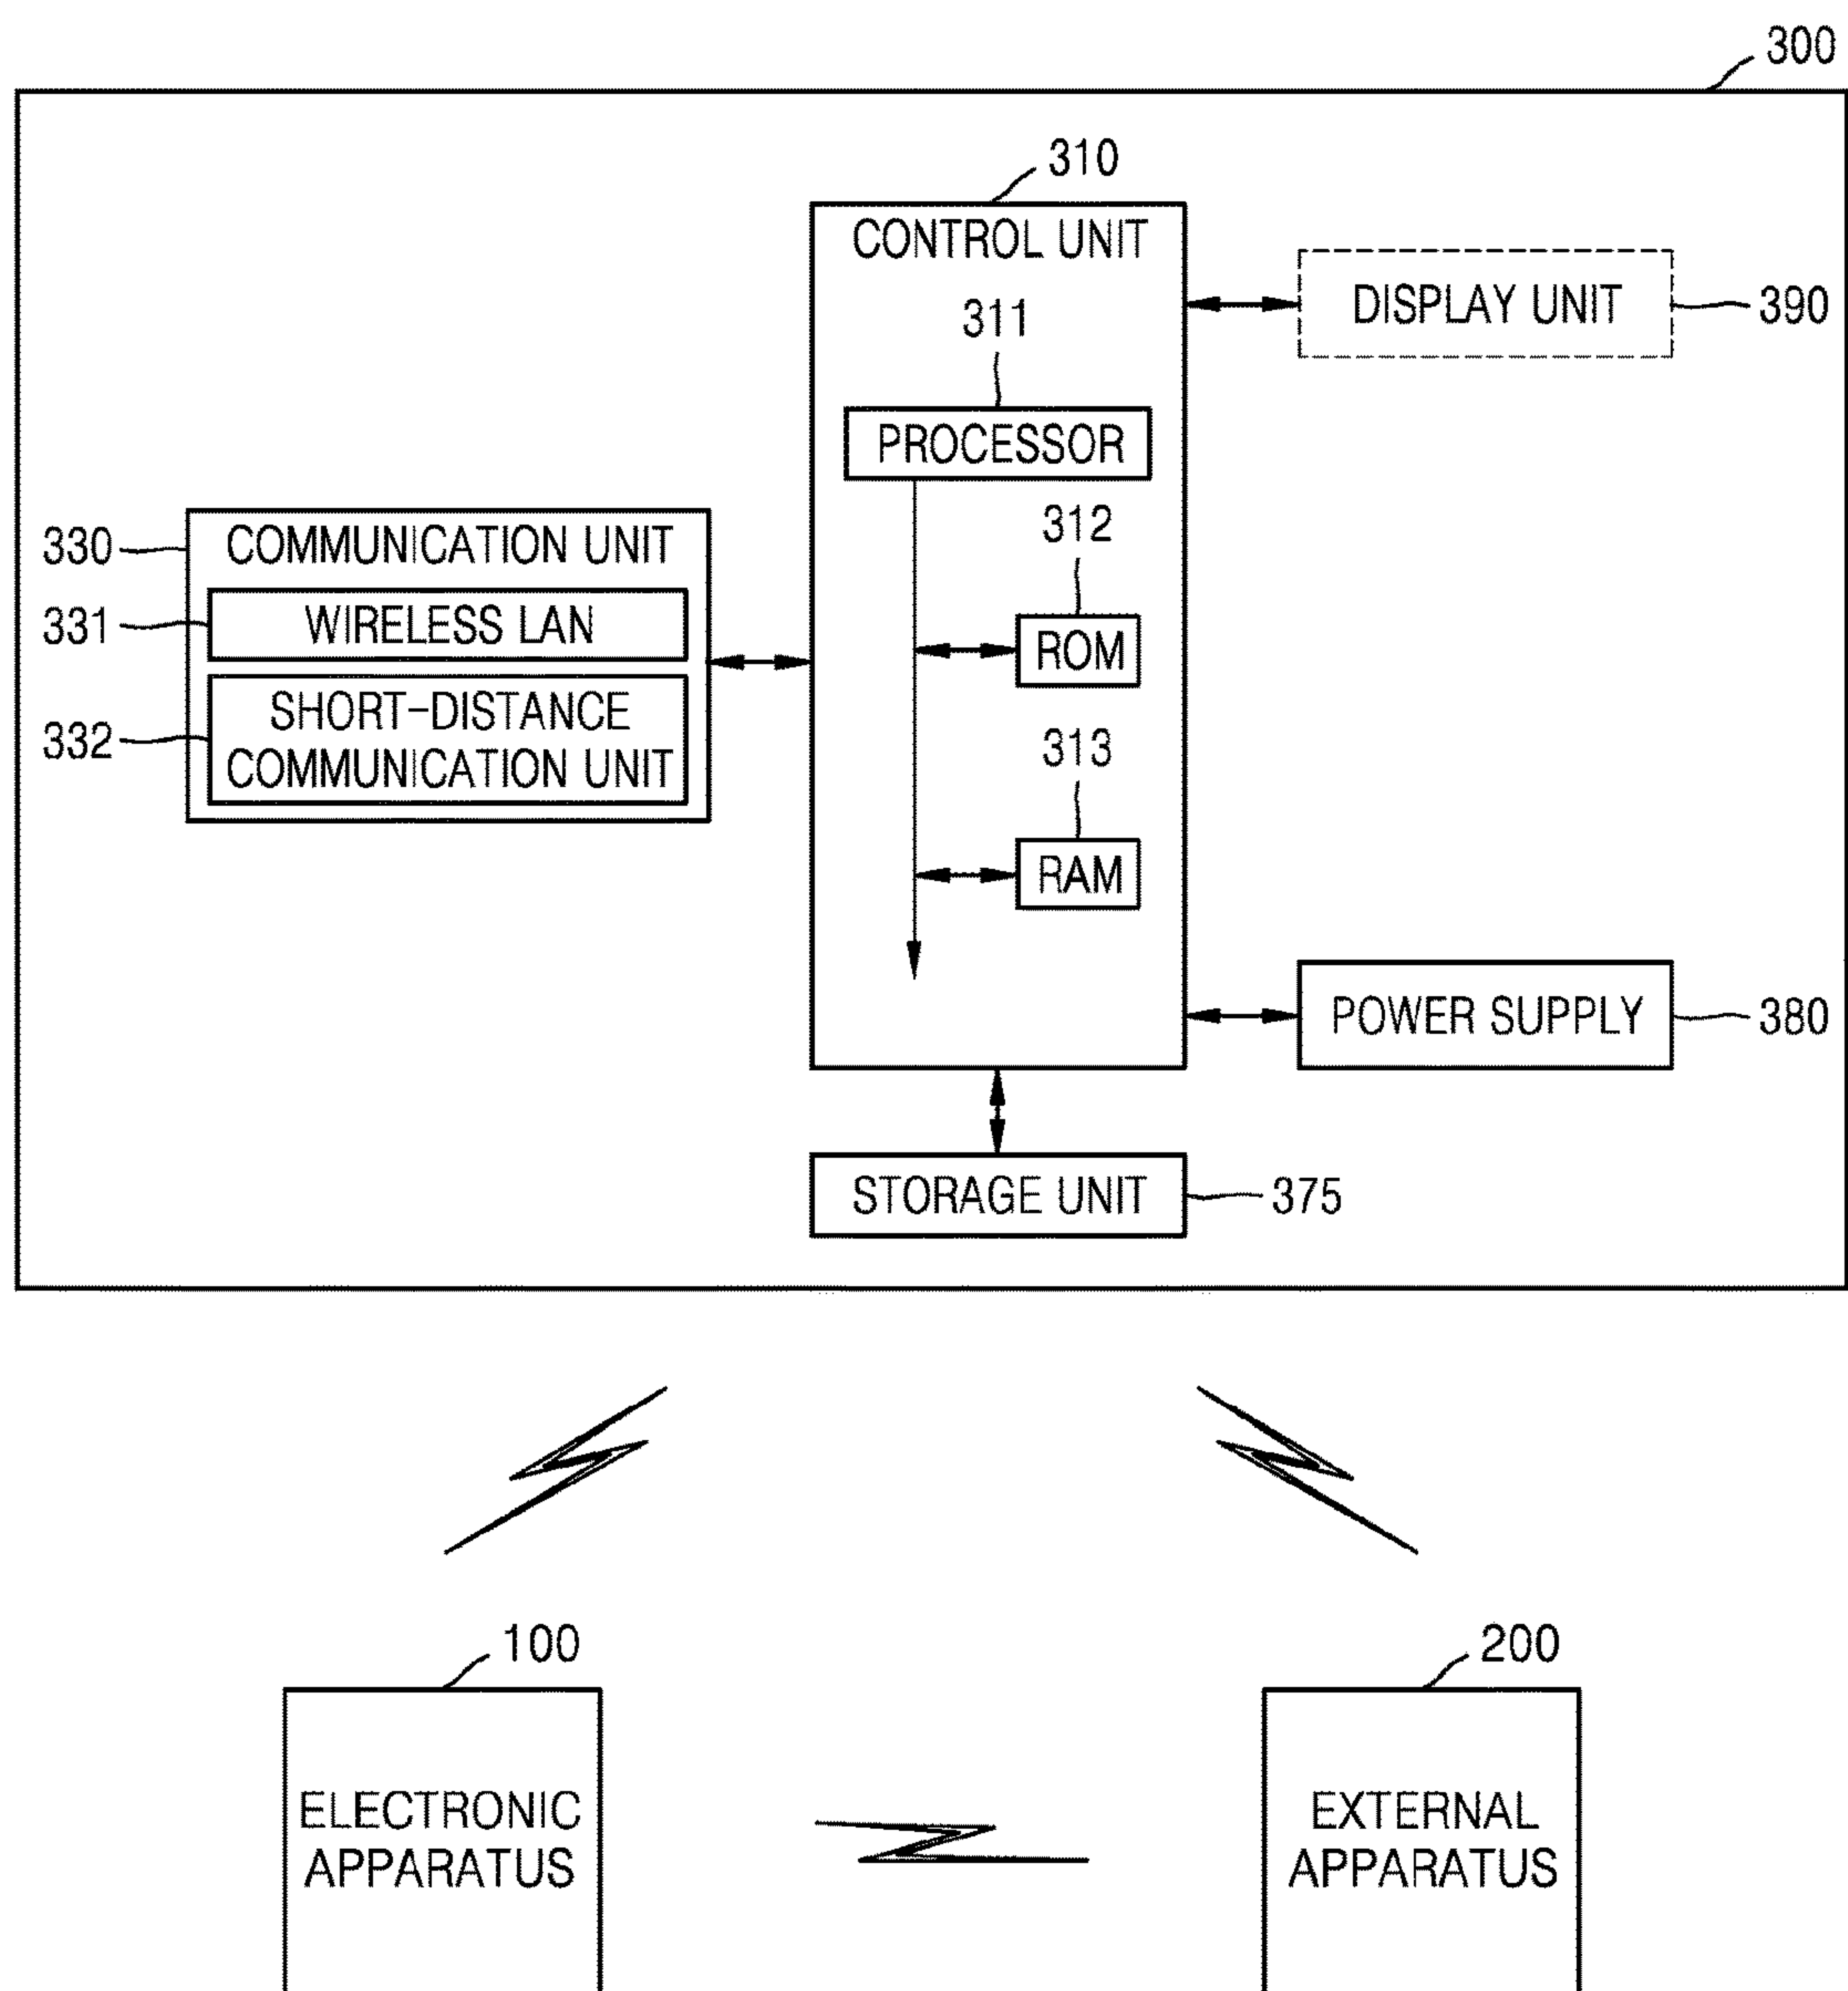 300
310
CONTROL UNIT
DISPLAY UNIT
390
311
PROCESSOR
312
330
COMMUNICATION UNIT
331
WIRELESS LAN
ROM
332
SHORT-DISTANCE
COMMUNICATION UNIT
313
RAM
POWER SUPPLY
380
STORAGE UNIT
375
100
200
ELECTRONIC
APPARATUS
EXTERNAL
APPARATUS